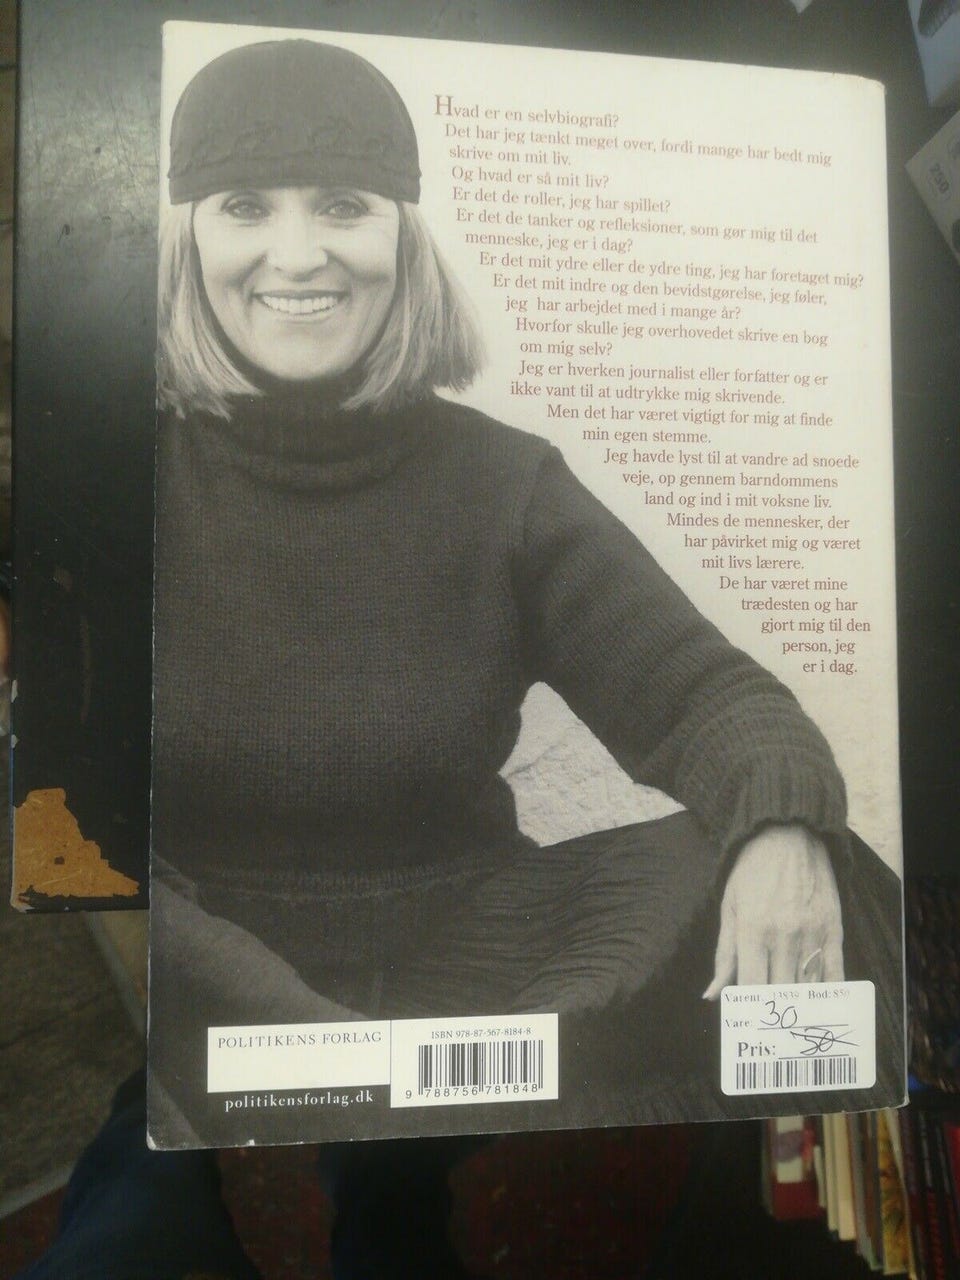 Hvad er en selvbiografi?
Det har jeg tænkt meget over, fordi mange har bedt mig
skrive om mit liv.
Og hvad er så mit liv?
Er det de roller, jeg har spillet?
Er det de tanker og refleksioner, som gør mig til det
menneske, jeg er i dag?
Er det mit ydre eller de ydre ting, jeg har foretaget mig?
Er det mit indre og den bevidstgørelse, jeg føler,
jeg har arbejdet med i mange år?
Hvorfor skulle jeg overhovedet skrive en bog
om mig selv?
Jeg er hverken journalist eller forfatter og er
ikke vant til at udtrykke mig skrivende.
Men det har været vigtigt for mig at finde
min egen stemme.
Jeg havde lyst til at vandre ad snoede
veje, op gennem barndommens
land og ind i mit voksne liv.
Mindes de mennesker, der
har påvirket mig og været
mit livs lærere.
De har været mine
trædesten og har
gjort mig til den
person, jeg
er i dag.
POLITIKENS FORLAG
politikensforlag.dk
ISBN 978-87-567-8184-8
9 788756 781848
Varenr. Bod: 850
Vare: 30
Pris: 50
250